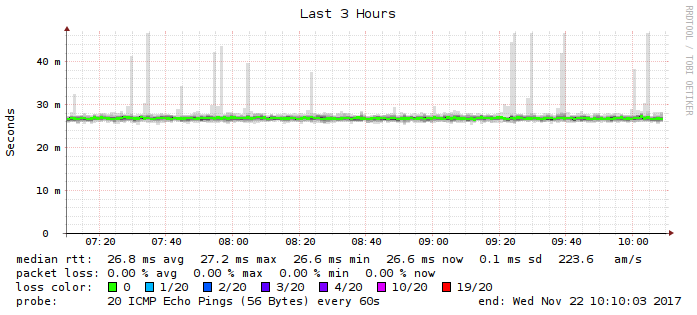 Last 3 Hours
RRDTOOL / TOBI OETIKER
Seconds
40 m
30 m
20 m
10 m
0
07:20 07:40 08:00 08:20 08:40 09:00 09:20 09:40 10:00
median rtt: 26.8 ms avg 27.2 ms max 26.6 ms min 26.6 ms now 0.1 ms sd 223.6 am/s
packet loss: 0.00 % avg 0.00 % max 0.00 % min 0.00 % now
loss color: 0 1/20 2/20 3/20 4/20 10/20 19/20
probe: 20 ICMP Echo Pings (56 Bytes) every 60s end: Wed Nov 22 10:10:03 2017